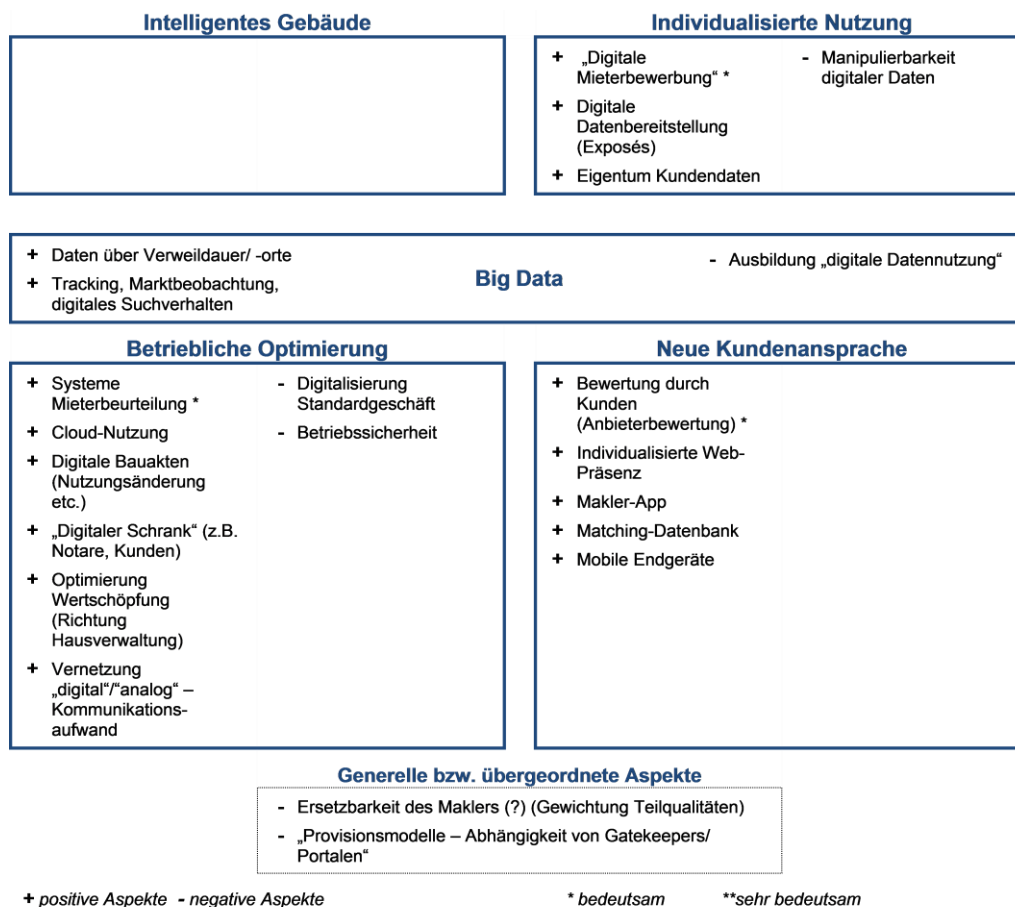 Intelligentes Gebäude
Individualisierte Nutzung
+ „Digitale
Mieterbewerbung“ *
+ Digitale
Datenbereitstellung
(Exposés)
+ Eigentum Kundendaten
- Manipulierbarkeit
digitaler Daten
+ Daten über Verweildauer/ -orte
+ Tracking, Marktbeobachtung,
digitales Suchverhalten
Big Data
- Ausbildung „digitale Datennutzung“
Betriebliche Optimierung
+ Systeme
Mieterbeurteilung *
+ Cloud-Nutzung
+ Digitale Bauakten
(Nutzungsänderung
etc.)
+ „Digitaler Schrank“ (z.B.
Notare, Kunden)
+ Optimierung
Wertschöpfung
(Richtung
Hausverwaltung)
+ Vernetzung
„digital“/“analog“ –
Kommunikations-
aufwand
- Digitalisierung
Standardgeschäft
- Betriebssicherheit
Neue Kundenansprache
+ Bewertung durch
Kunden
(Anbieterbewertung) *
+ Individualisierte Web-
Präsenz
+ Makler-App
+ Matching-Datenbank
+ Mobile Endgeräte
Generelle bzw. übergeordnete Aspekte
- Ersetzbarkeit des Maklers (?) (Gewichtung Teilqualitäten)
- „Provisionsmodelle – Abhängigkeit von Gatekeepers/
Portalen“
+ positive Aspekte - negative Aspekte * bedeutsam **sehr bedeutsam